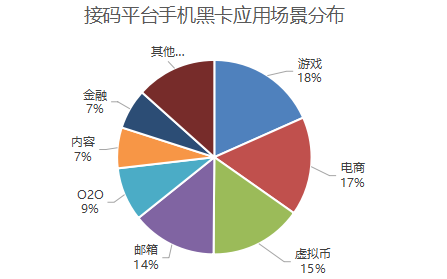 接码平台手机黑卡应用场景分布
游戏
18%
电商
17%
虚拟币
15%
邮箱
14%
O2O
9%
内容
7%
金融
7%
其他...